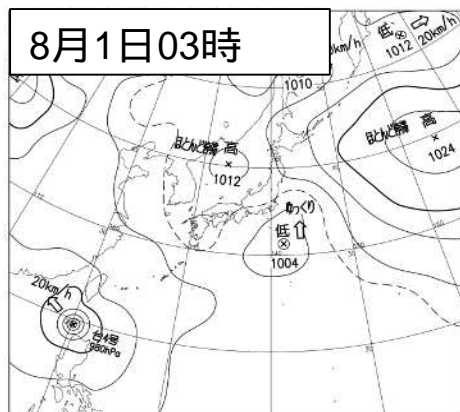 8月1日03時
km/h
低
1012
20km/h
1010
ほとんど停滞 高
1012
ほとんど停滞 高
1024
ゆっくり
低
1004
20km/h
台4号
980hPa